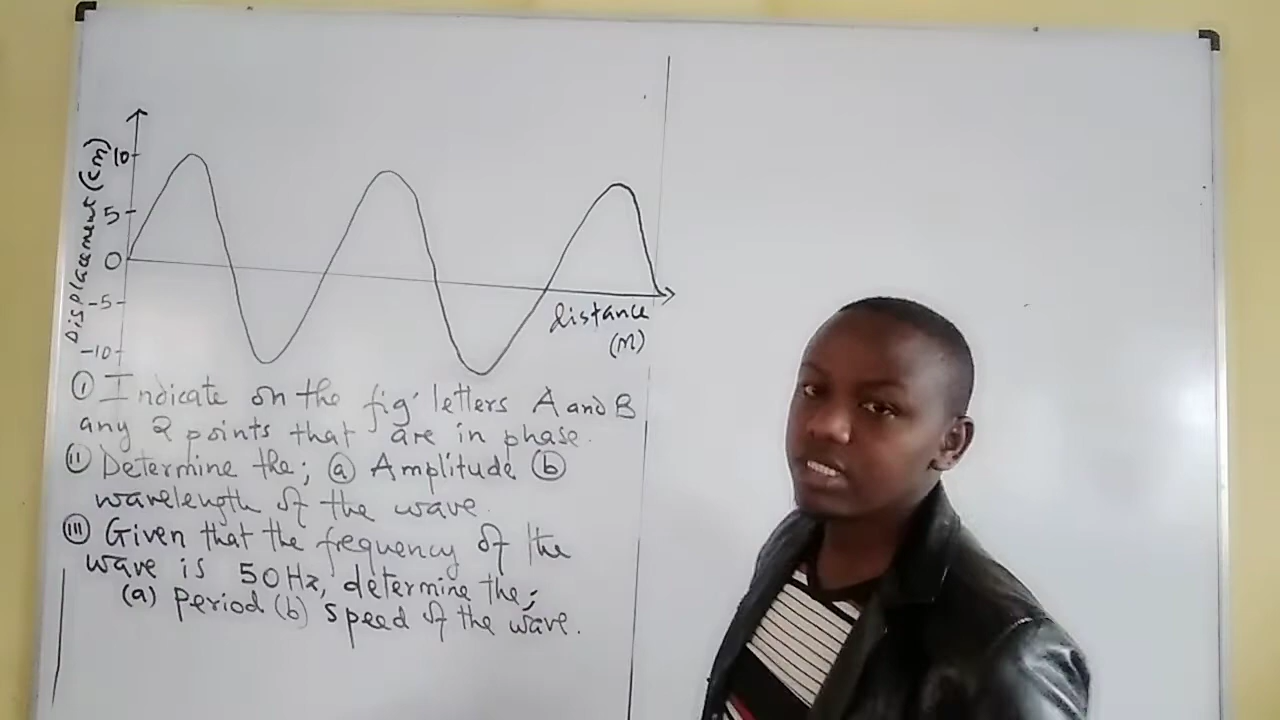 Displacement (cm)
10
5
0
-5
-10
distance
(M)
(i) Indicate on the fig. letters A and B
any 2 points that are in phase.
(ii) Determine the; (a) Amplitude (b)
wavelength of the wave.
(iii) Given that the frequency of the
wave is 50Hz, determine the;
(a) period (b) speed of the wave.